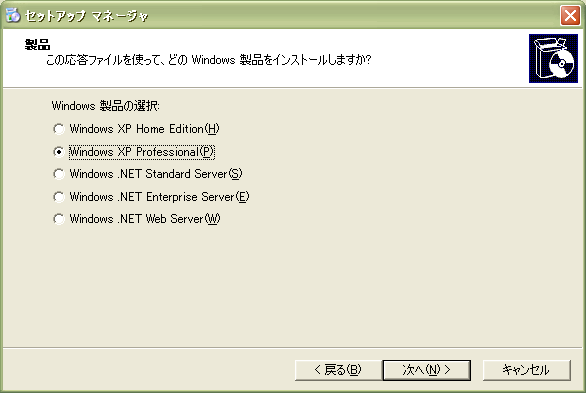 セットアップ マネージャ
製品
この応答ファイルを使って、どの Windows 製品をインストールしますか?
Windows 製品の選択:
Windows XP Home Edition(H)
Windows XP Professional(P)
Windows .NET Standard Server(S)
Windows .NET Enterprise Server(E)
Windows .NET Web Server(W)
< 戻る(B)
次へ(N) >
キャンセル